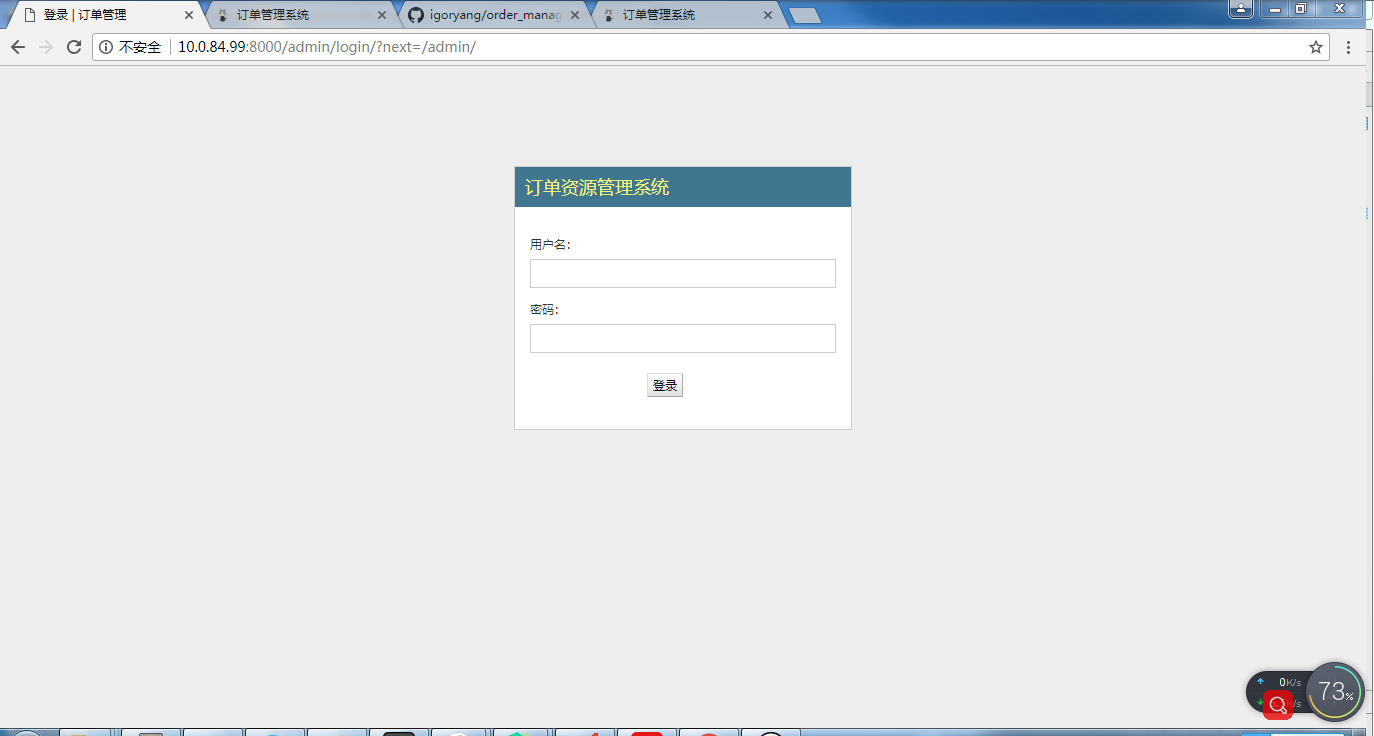 登录 | 订单管理
订单管理系统
igoryang/order_manag
订单管理系统
不安全
10.0.84.99:8000/admin/login/?next=/admin/
订单资源管理系统
用户名:
密码:
登录
0K/s
73%